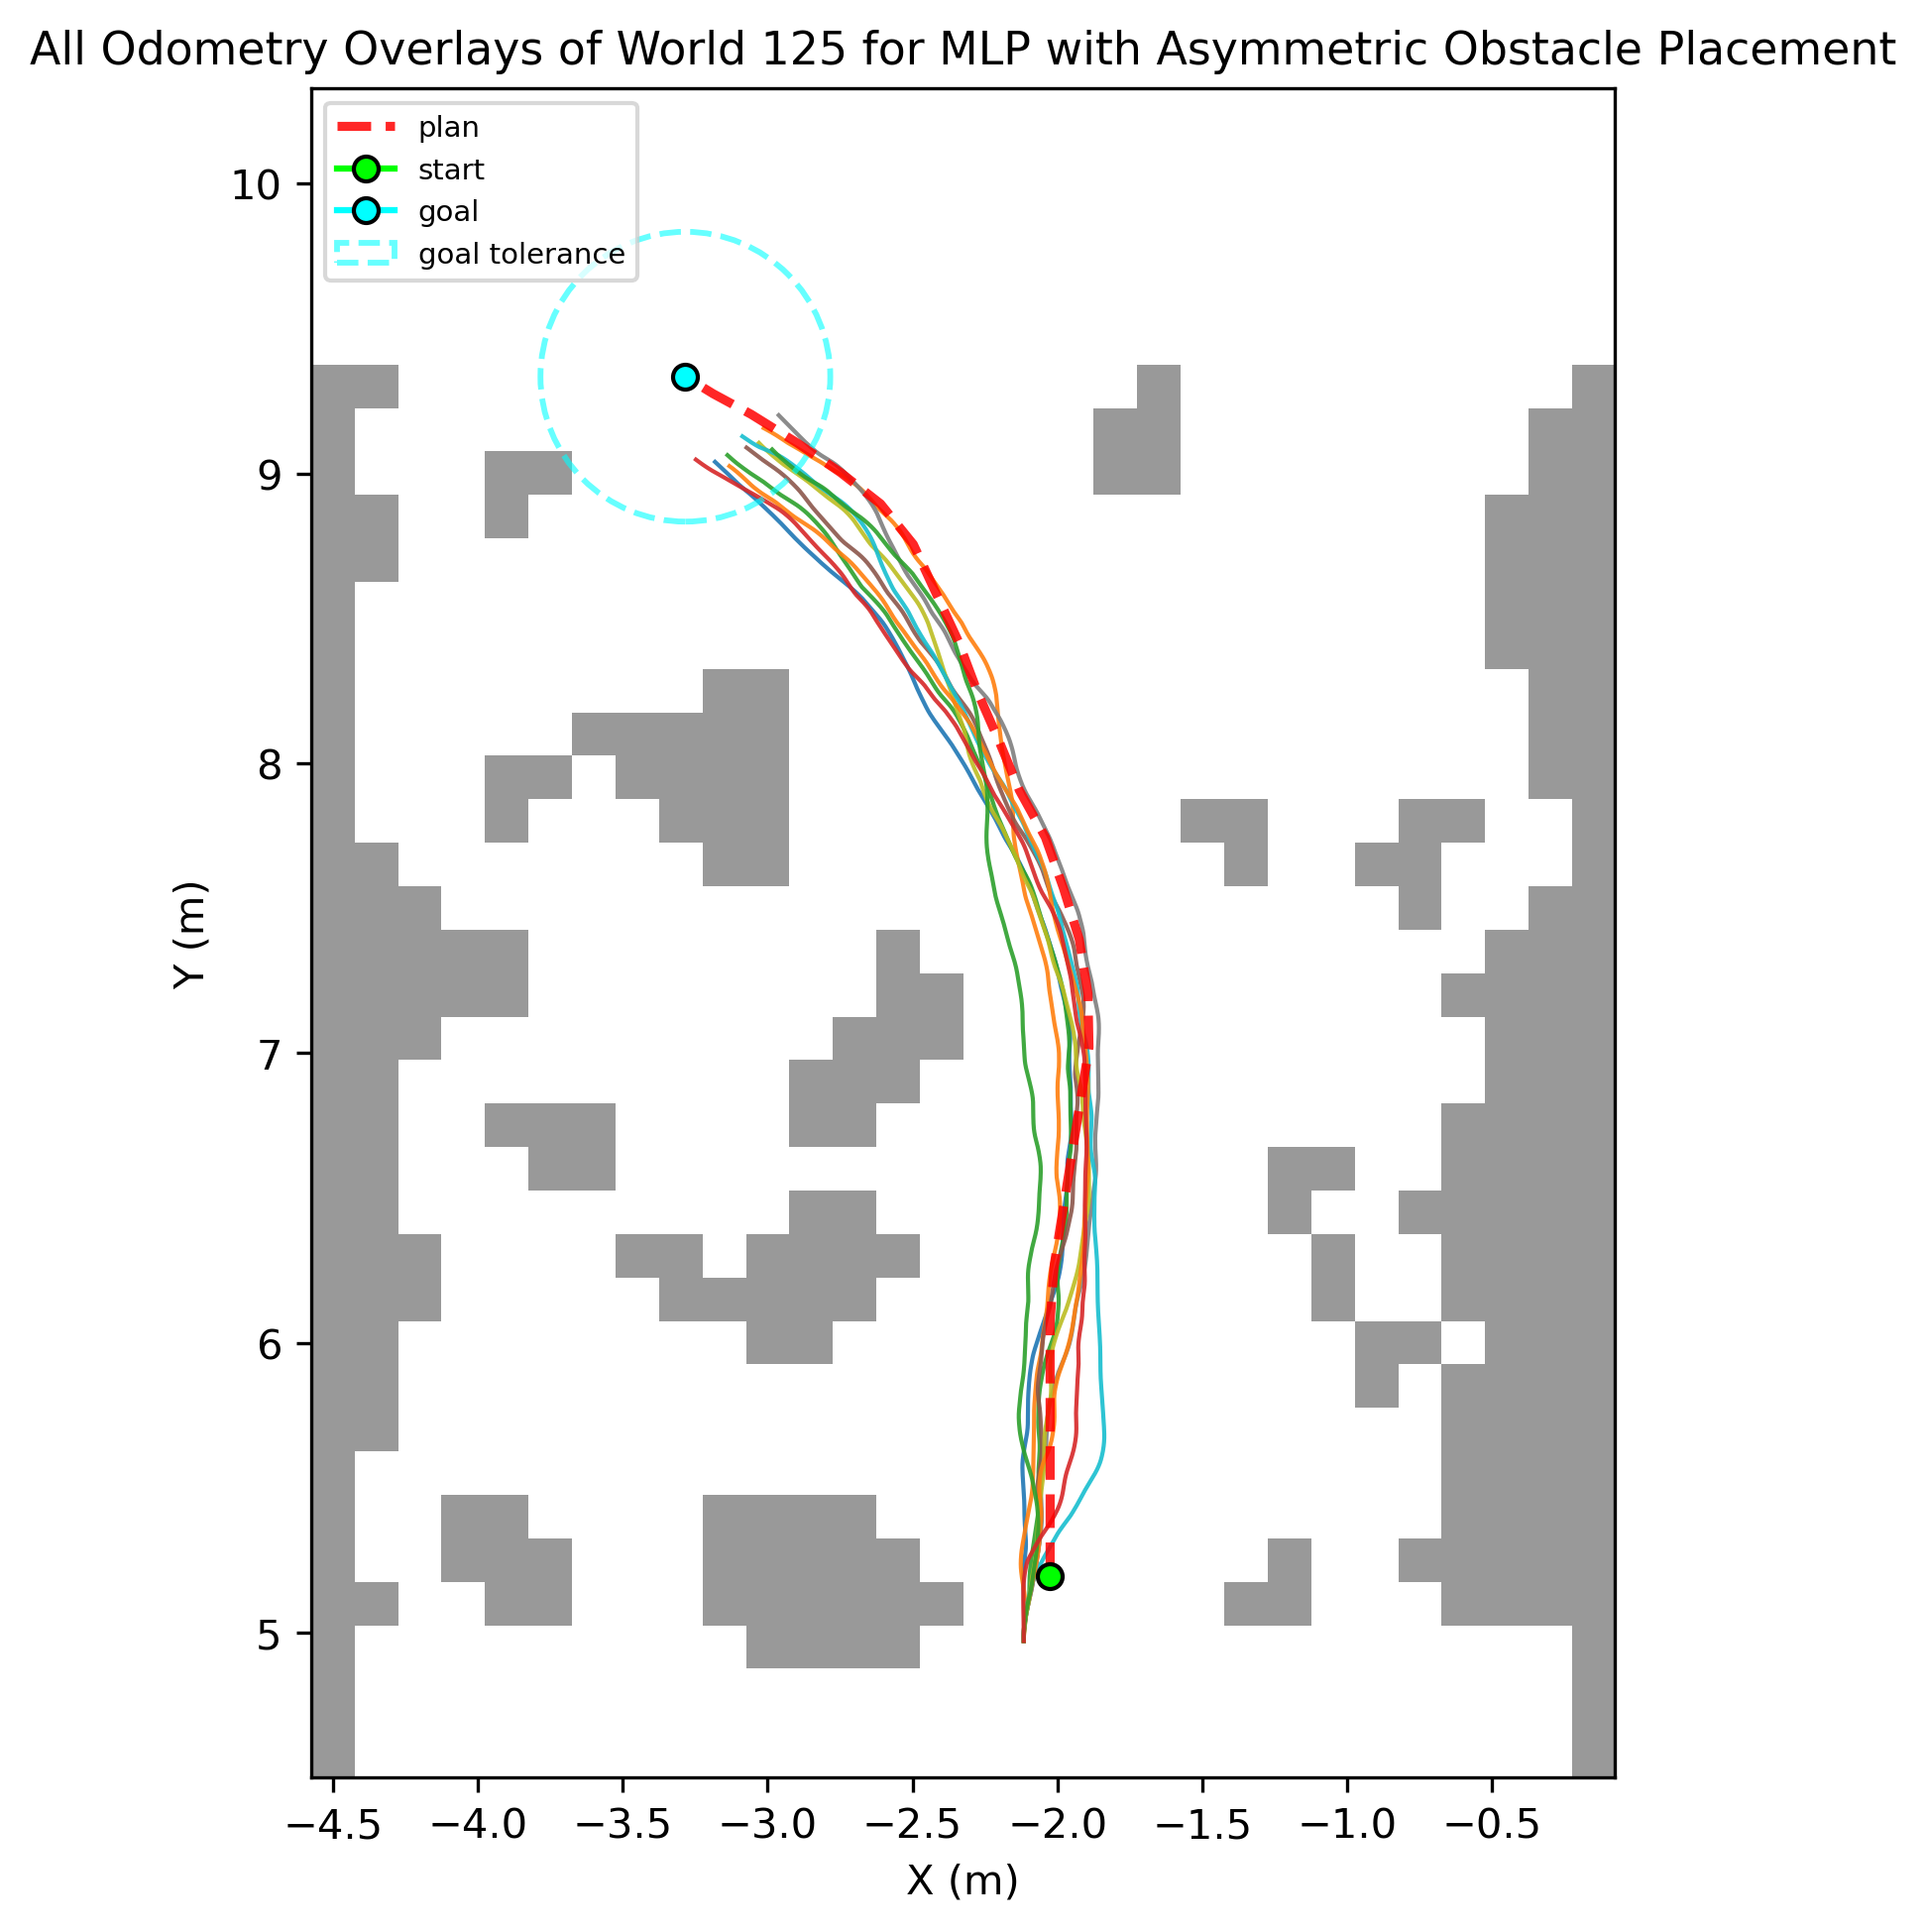 All Odometry Overlays of World 125 for MLP with Asymmetric Obstacle Placement
plan
start
goal
goal tolerance
10
9
8
7
6
5
Y (m)
−4.5 −4.0 −3.5 −3.0 −2.5 −2.0 −1.5 −1.0 −0.5
X (m)